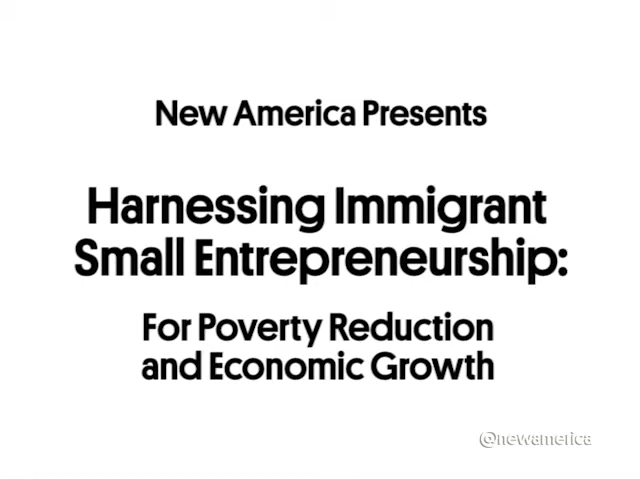 New America Presents
Harnessing Immigrant
Small Entrepreneurship:
For Poverty Reduction
and Economic Growth
@newamerica